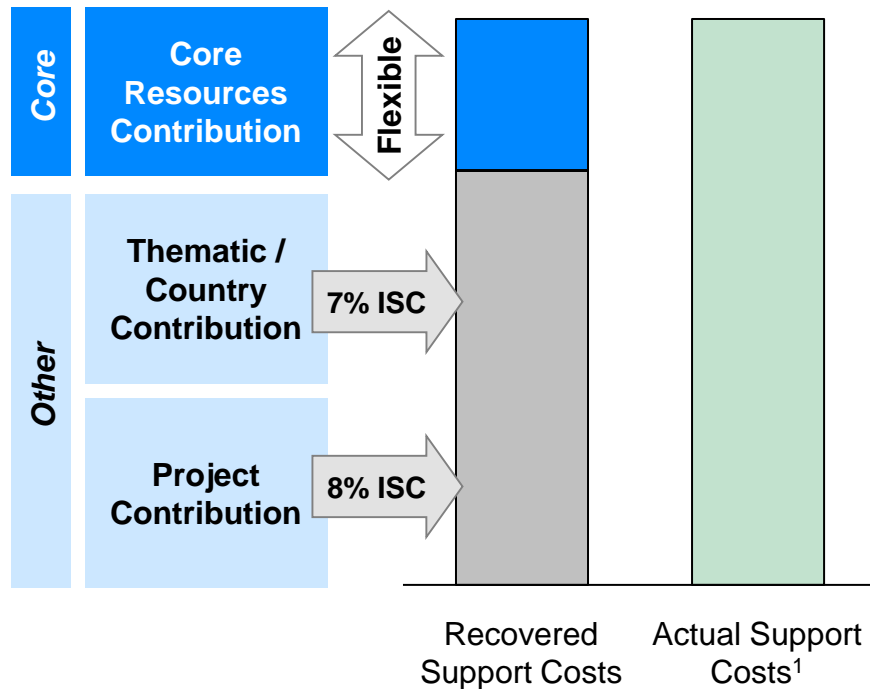 Core
Core
Resources
Contribution
Flexible
Other
Thematic /
Country
Contribution
7% ISC
Project
Contribution
8% ISC
Recovered
Support Costs
Actual Support
Costs¹